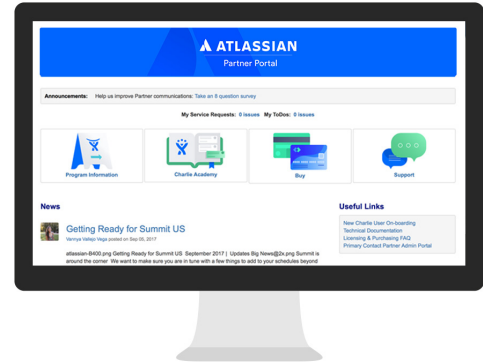 ATLASSIAN
Partner Portal
Announcements: Help us improve Partner communications: Take an 8 question survey
My Service Requests: 0 issues My ToDos: 0 issues
Program Information
Charlie Academy
Buy
Support
News
Useful Links
Getting Ready for Summit US
Vannya Vallejo Vega posted on Sep 05, 2017
atlassian-B400.png Getting Ready for Summit US September 2017 | Updates Big News@2x.png Summit is
around the corner We want to make sure you are in tune with a few things to add to your schedules beyond
New Charlie User On-boarding
Technical Documentation
Licensing & Purchasing FAQ
Primary Contact Partner Admin Portal